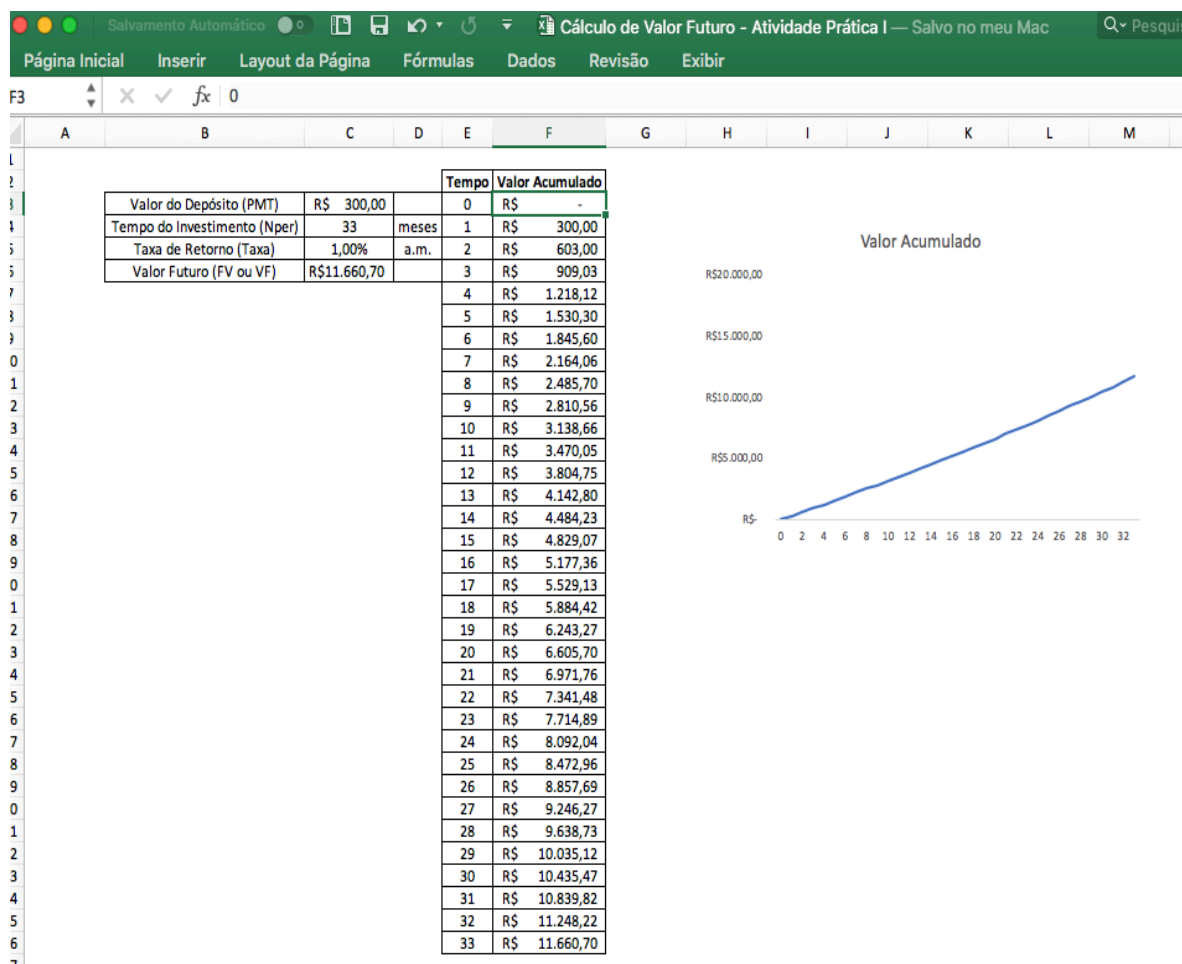 Salvamento Automático Cálculo de Valor Futuro - Atividade Prática I — Salvo no meu Mac
Página Inicial Inserir Layout da Página Fórmulas Dados Revisão Exibir
F3 fx 0
A B C D E F G H I J K L M
Tempo Valor Acumulado
Valor do Depósito (PMT) R$ 300,00 0 R$ -
Tempo do Investimento (Nper) 33 meses 1 R$ 300,00
Taxa de Retorno (Taxa) 1,00% a.m. 2 R$ 603,00
Valor Futuro (FV ou VF) R$11.660,70 3 R$ 909,03
4 R$ 1.218,12
5 R$ 1.530,30
6 R$ 1.845,60
7 R$ 2.164,06
8 R$ 2.485,70
9 R$ 2.810,56
10 R$ 3.138,66
11 R$ 3.470,05
12 R$ 3.804,75
13 R$ 4.142,80
14 R$ 4.484,23
15 R$ 4.829,07
16 R$ 5.177,36
17 R$ 5.529,13
18 R$ 5.884,42
19 R$ 6.243,27
20 R$ 6.605,70
21 R$ 6.971,76
22 R$ 7.341,48
23 R$ 7.714,89
24 R$ 8.092,04
25 R$ 8.472,96
26 R$ 8.857,69
27 R$ 9.246,27
28 R$ 9.638,73
29 R$ 10.035,12
30 R$ 10.435,47
31 R$ 10.839,82
32 R$ 11.248,22
33 R$ 11.660,70
Valor Acumulado
R$20.000,00
R$15.000,00
R$10.000,00
R$5.000,00
R$-
0 2 4 6 8 10 12 14 16 18 20 22 24 26 28 30 32